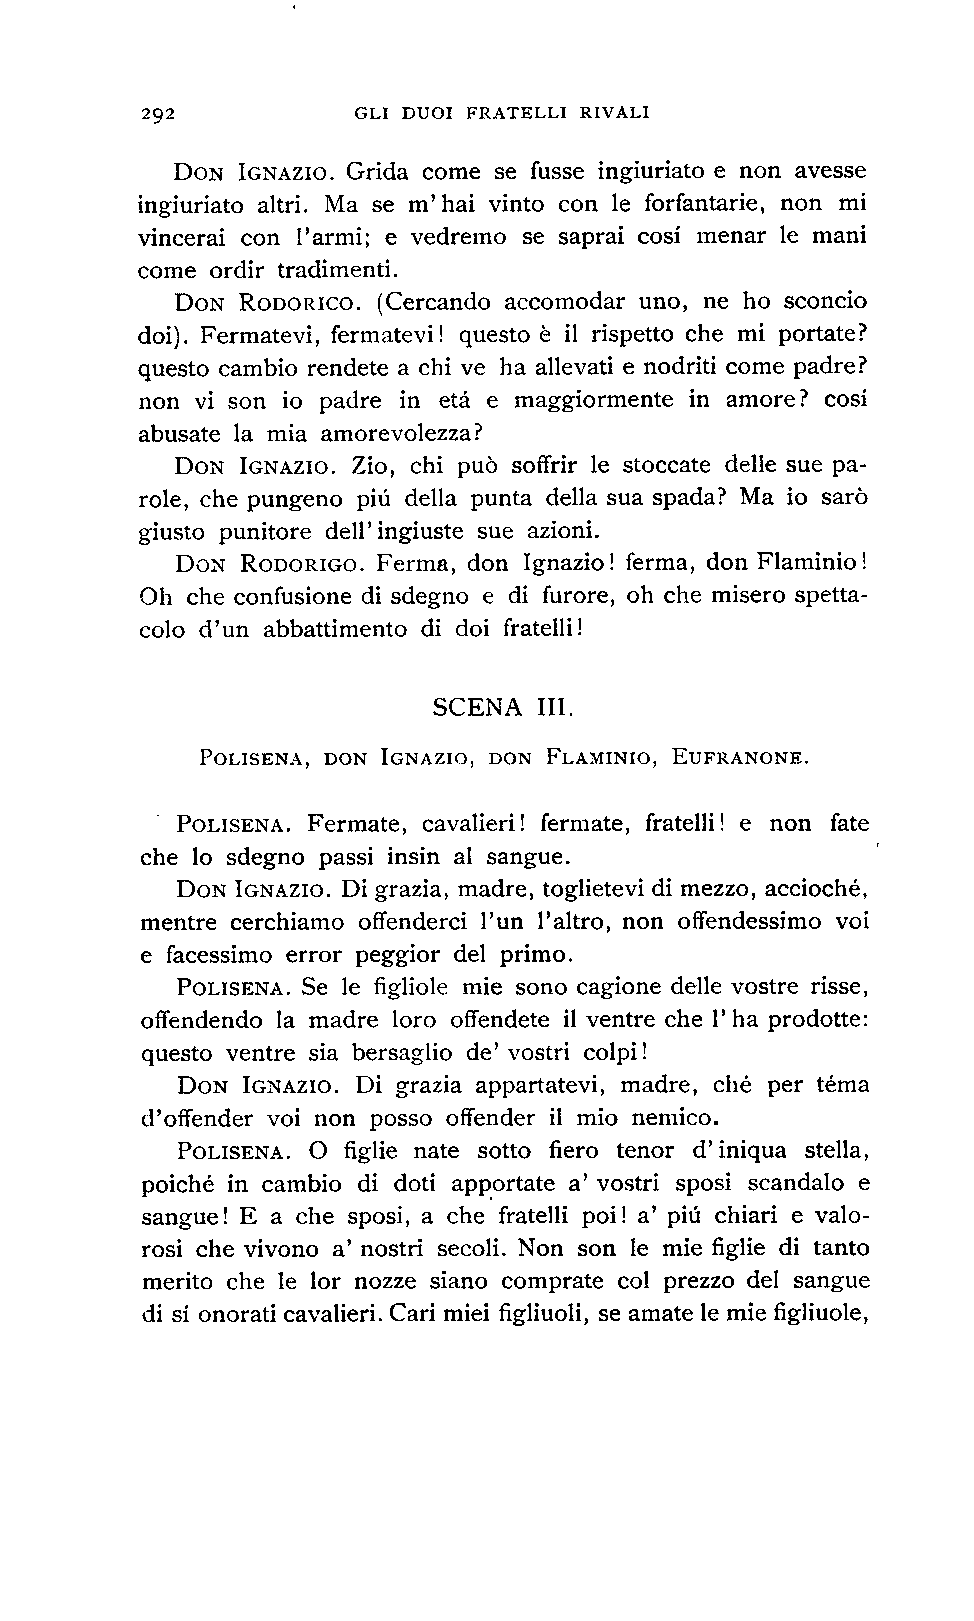 292 GLI DUOI FRATELLI RIVALI
Don Ignazio. Grida come se fusse ingiuriato e non avesse
ingiuriato altri. Ma se m'hai vinto con le forfantarie, non mi
vincerai con l'armi; e vedremo se saprai cosí menar le mani
come ordir tradimenti.
Don Rodorico. (Cercando accomodar uno, ne ho sconcio
doi). Fermatevi, fermatevi! questo è il rispetto che mi portate?
questo cambio rendete a chi ve ha allevati e nodriti come padre?
non vi son io padre in etá e maggiormente in amore? cosí
abusate la mia amorevolezza?
Don Ignazio. Zio, chi può soffrir le stoccate delle sue pa-
role, che pungeno piú della punta della sua spada? Ma io sarò
giusto punitore dell'ingiuste sue azioni.
Don Rodorigo. Ferma, don Ignazio! ferma, don Flaminio!
Oh che confusione di sdegno e di furore, oh che misero spetta-
colo d'un abbattimento di doi fratelli!
SCENA III.
Polisena, don Ignazio, don Flaminio, Eufranone.
Polisena. Fermate, cavalieri! fermate, fratelli! e non fate
che lo sdegno passi insin al sangue.
Don Ignazio. Di grazia, madre, toglietevi di mezzo, accioché,
mentre cerchiamo offenderci l'un l'altro, non offendessimo voi
e facessimo error peggior del primo.
Polisena. Se le figliole mie sono cagione delle vostre risse,
offendendo la madre loro offendete il ventre che l'ha prodotte:
questo ventre sia bersaglio de' vostri colpi!
Don Ignazio. Di grazia appartatevi, madre, ché per téma
d'offender voi non posso offender il mio nemico.
Polisena. O figlie nate sotto fiero tenor d'iniqua stella,
poiché in cambio di doti apportate a' vostri sposi scandalo e
sangue! E a che sposi, a che fratelli poi! a' piú chiari e valo-
rosi che vivono a' nostri secoli. Non son le mie figlie di tanto
merito che le lor nozze siano comprate col prezzo del sangue
di sí onorati cavalieri. Cari miei figliuoli, se amate le mie figliuole,